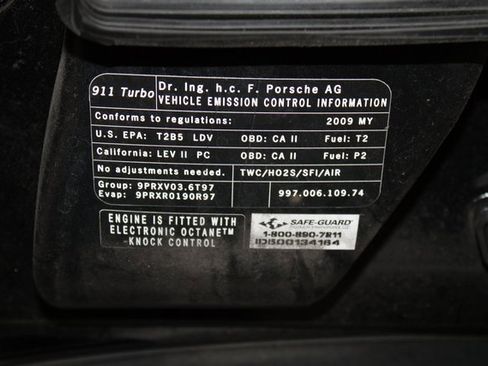 911 Turbo Dr. Ing. h.c. F. Porsche AG
VEHICLE EMISSION CONTROL INFORMATION
Conforms to regulations: 2009 MY
U.S. EPA: T2B5 LDV OBD: CA II Fuel: T2
California: LEV II PC OBD: CA II Fuel: P2
No adjustments needed. TWC/HO2S/SFI/AIR
Group: 9PRXV03.6T97
Evap: 9PRXR0190R97 997.006.109.74
ENGINE IS FITTED WITH
ELECTRONIC OCTANE
-KNOCK CONTROL
SAFE-GUARD
1-800-890-7811